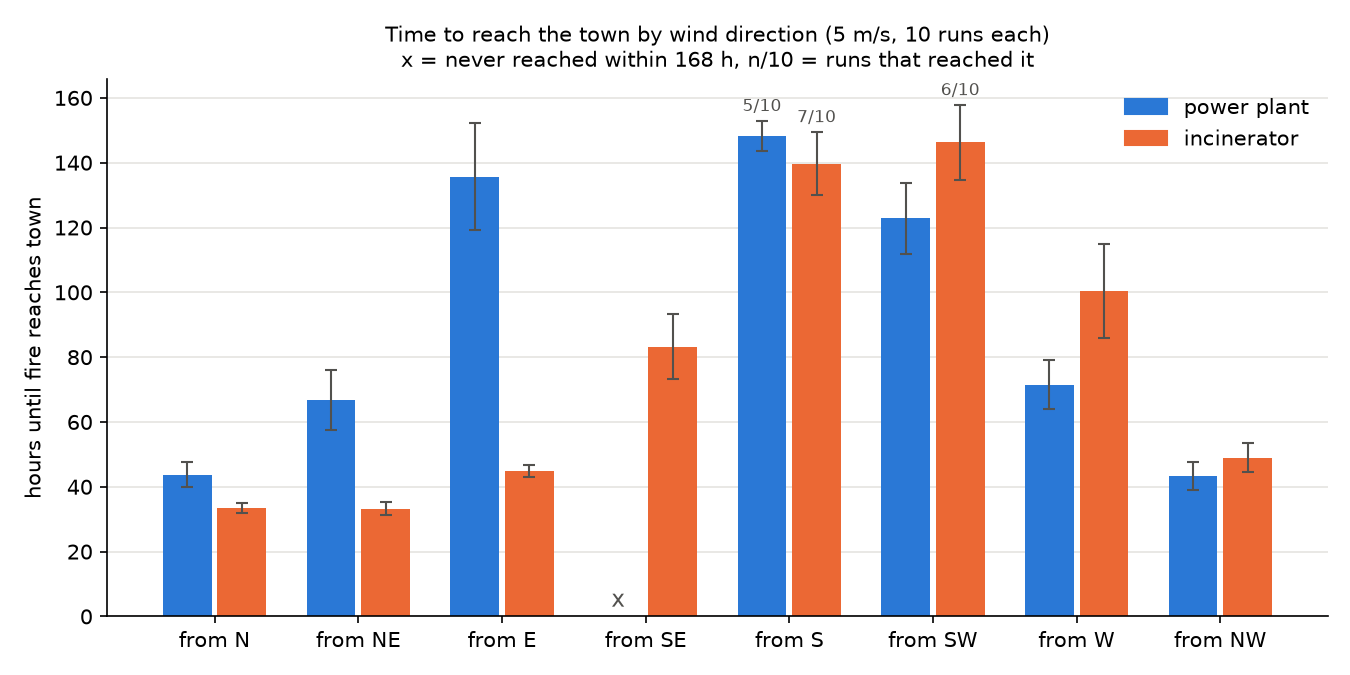 Time to reach the town by wind direction (5 m/s, 10 runs each)
x = never reached within 168 h, n/10 = runs that reached it
hours until fire reaches town
160
140
120
100
80
60
40
20
0
5/10
7/10
6/10
x
power plant
incinerator
from N
from NE
from E
from SE
from S
from SW
from W
from NW